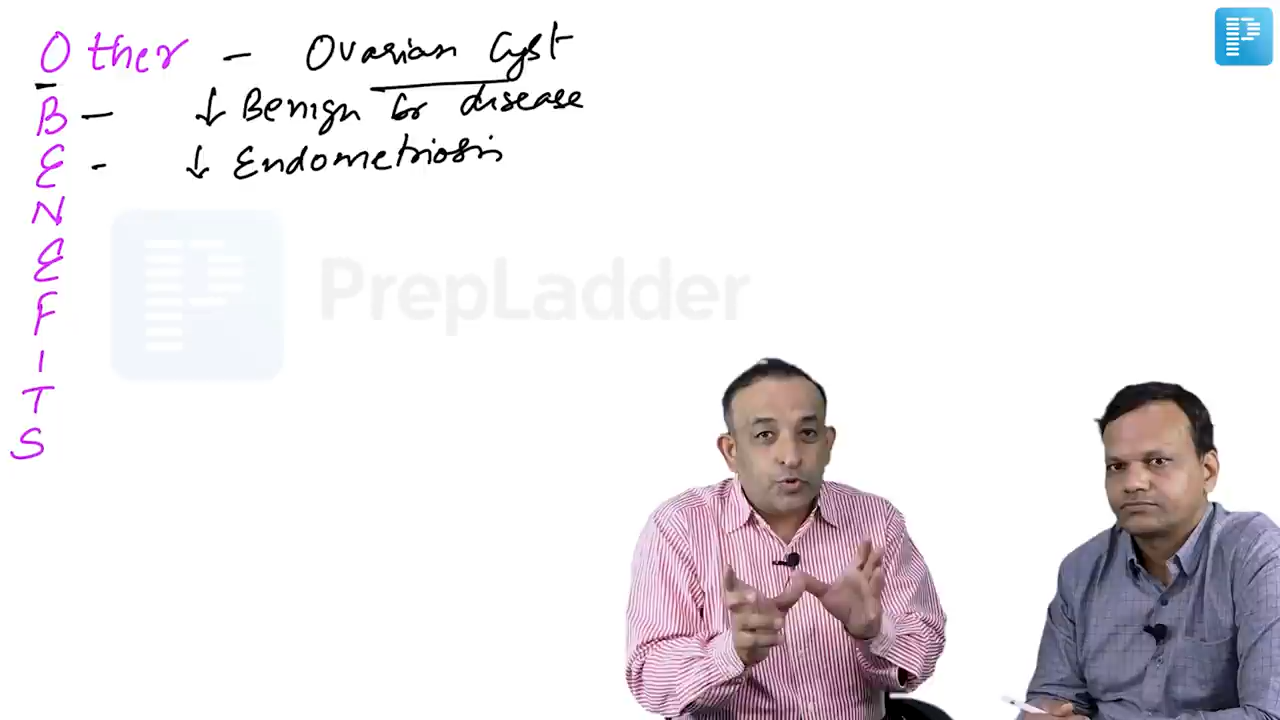 Other - Ovarian Cyst
B - ↓ Benign br disease
E - ↓ Endometriosis
N
E
F
I
T
S
PrepLadder